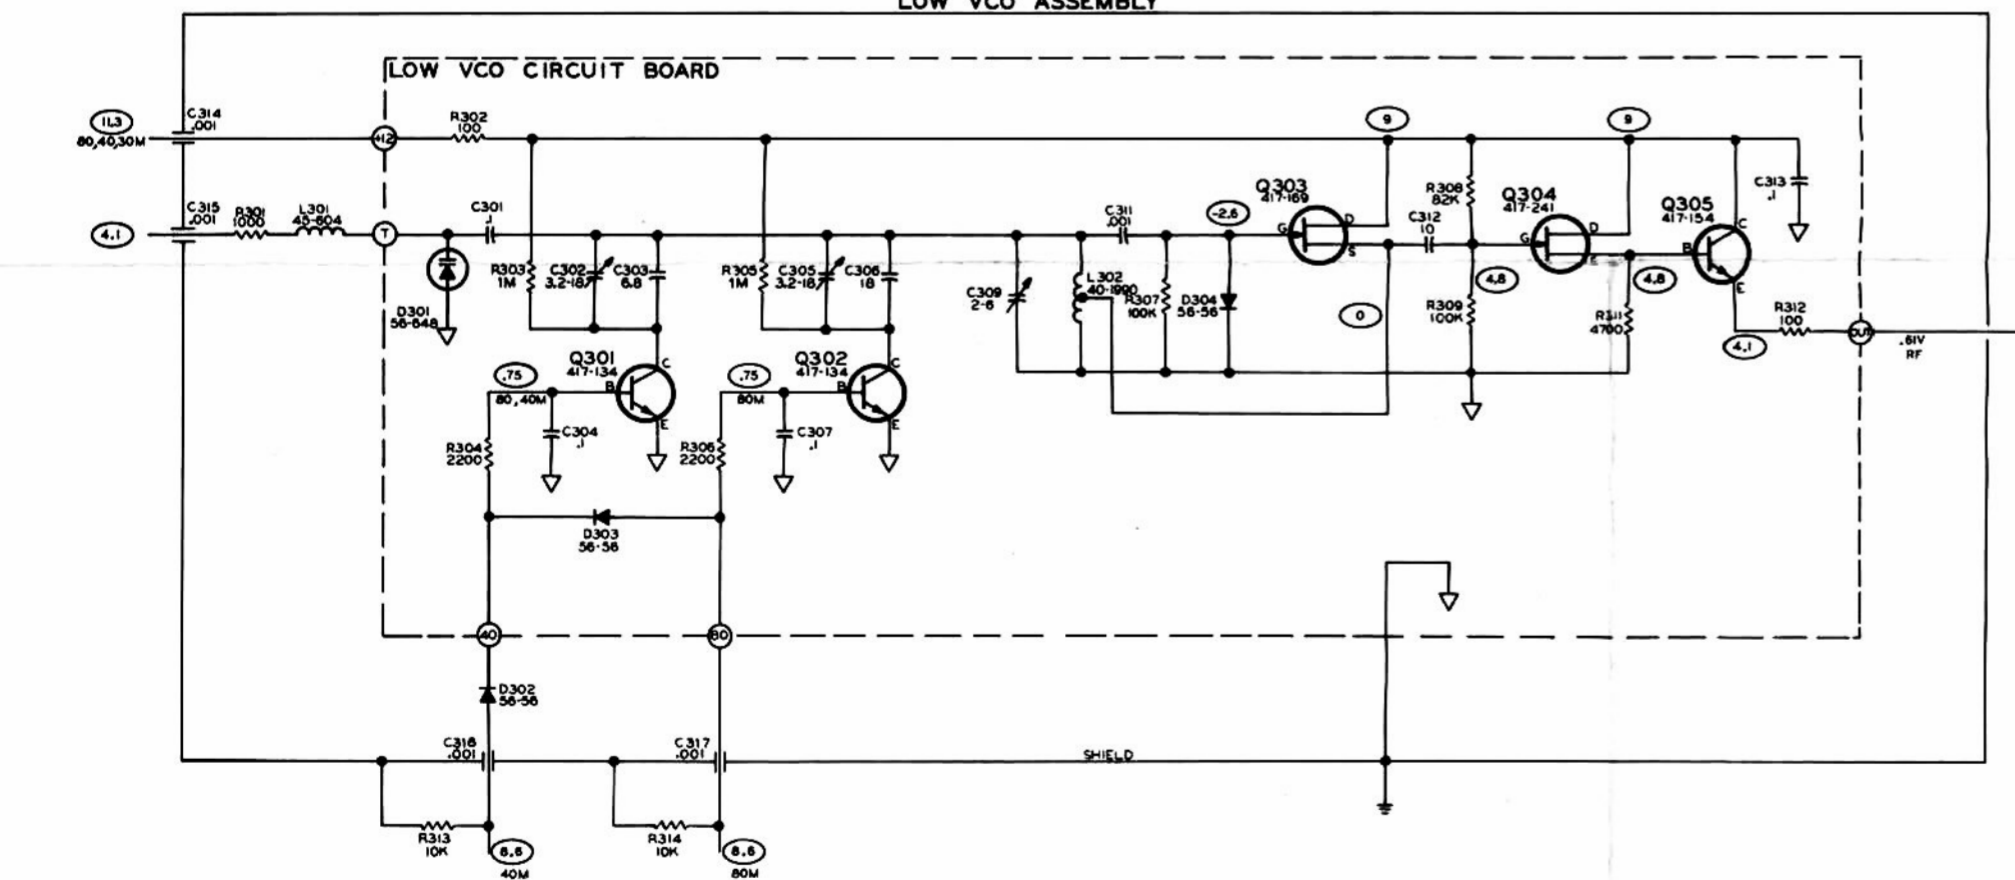 LOW VCO ASSEMBLY
LOW VCO CIRCUIT BOARD
11.3
80,40,30M
C314
.001
+12
R302
100
9
9
4.1
C315
.001
R301
1000
L301
45-604
T
C301
.1
D301
56-648
R303
1M
C302
3.2-18
C303
6.8
R305
1M
C305
3.2-18
C306
18
C309
2-6
L302
40-1990
C311
.001
R307
100K
-2.6
D304
56-56
Q303
417-169
G
D
S
0
C312
10
R308
82K
R309
100K
4.8
Q304
417-241
G
D
S
4.8
R311
4700
Q305
417-154
B
C
E
4.1
C313
.1
R312
100
OUT
.61V
RF
Q301
417-134
B
C
E
.75
80,40M
C304
.1
R304
2200
Q302
417-134
B
C
E
.75
80M
C307
.1
R306
2200
D303
56-56
40
80
D302
56-56
C316
.001
C317
.001
SHIELD
R313
10K
8.6
40M
R314
10K
8.6
80M